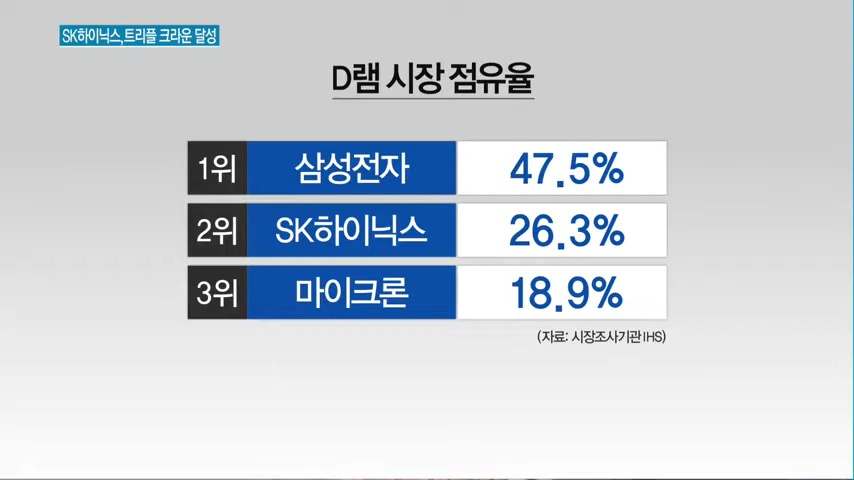 SK하이닉스,트리플 크라운 달성
D램 시장 점유율
1위 삼성전자 47.5%
2위 SK하이닉스 26.3%
3위 마이크론 18.9%
(자료: 시장조사기관 IHS)